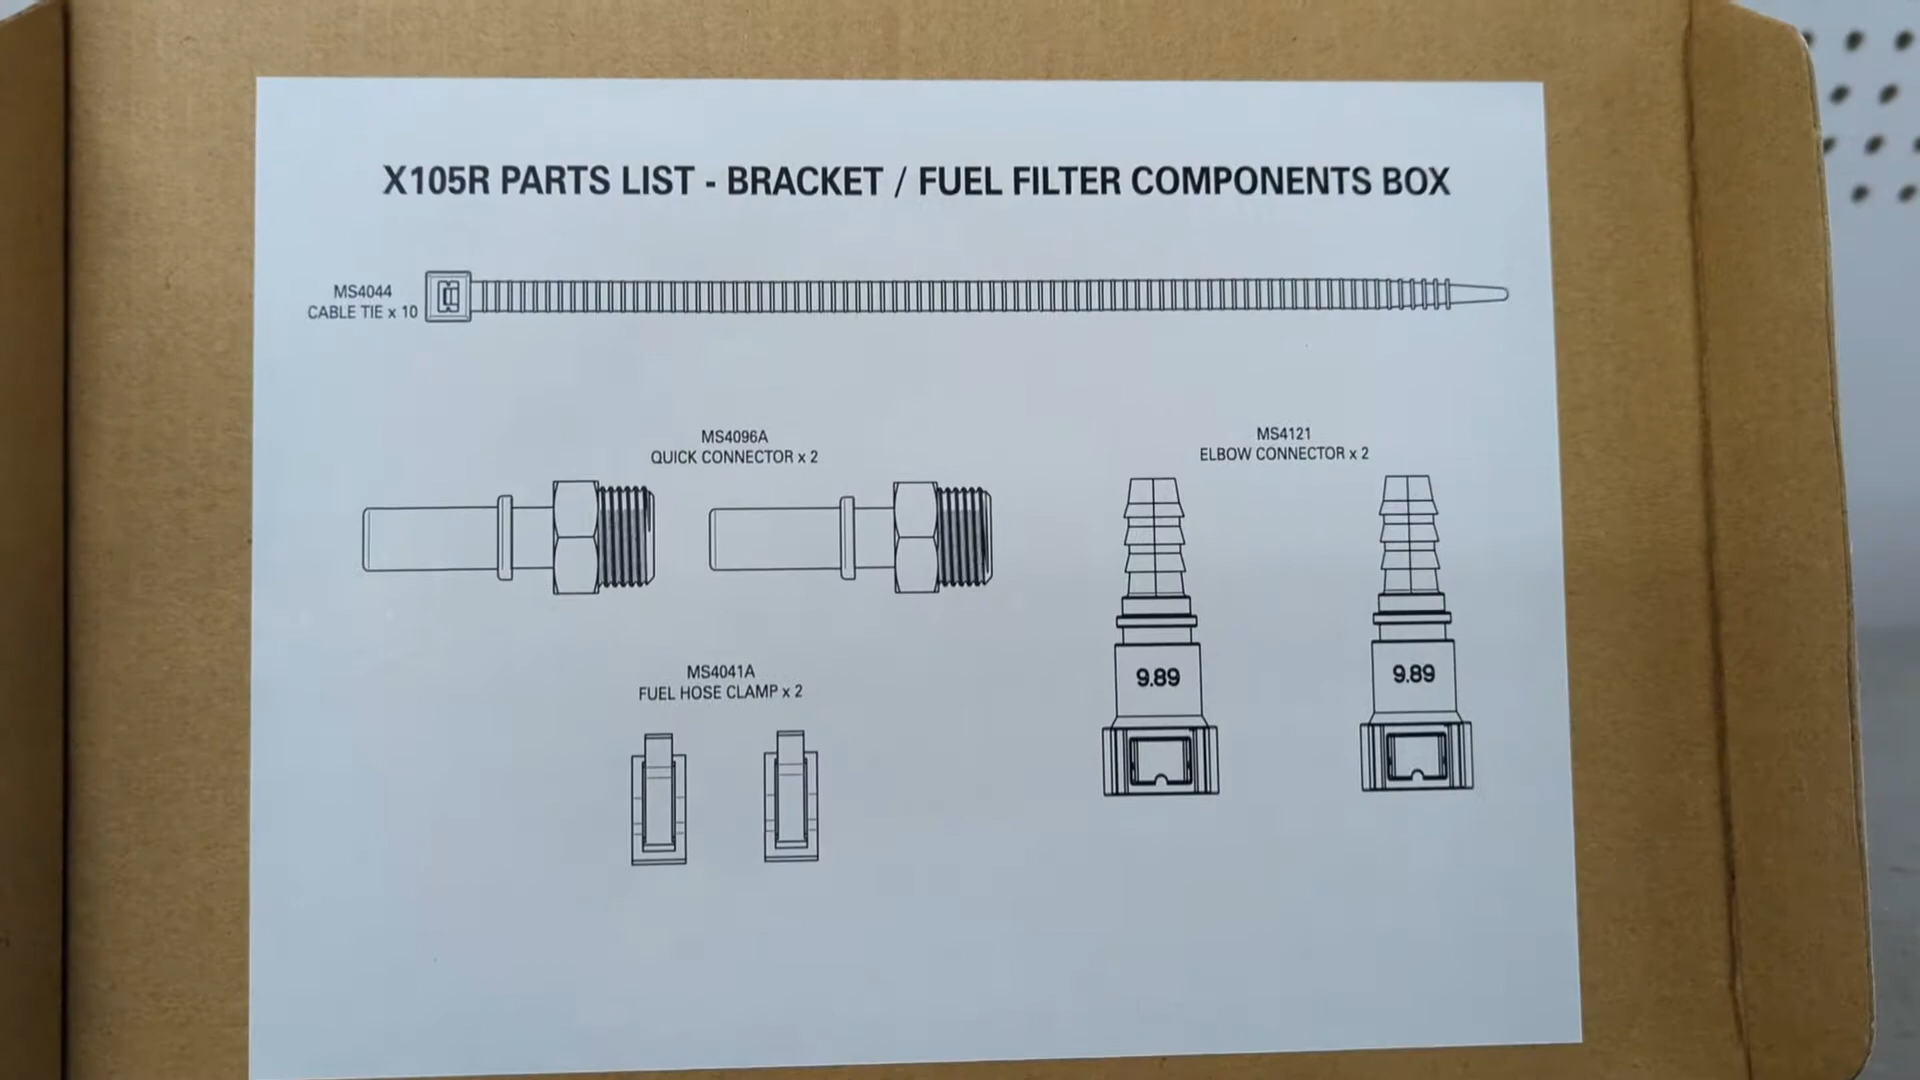 X105R PARTS LIST - BRACKET / FUEL FILTER COMPONENTS BOX
MS4044
CABLE TIE x 10
MS4096A
QUICK CONNECTOR x 2
MS4121
ELBOW CONNECTOR x 2
9.89
9.89
MS4041A
FUEL HOSE CLAMP x 2